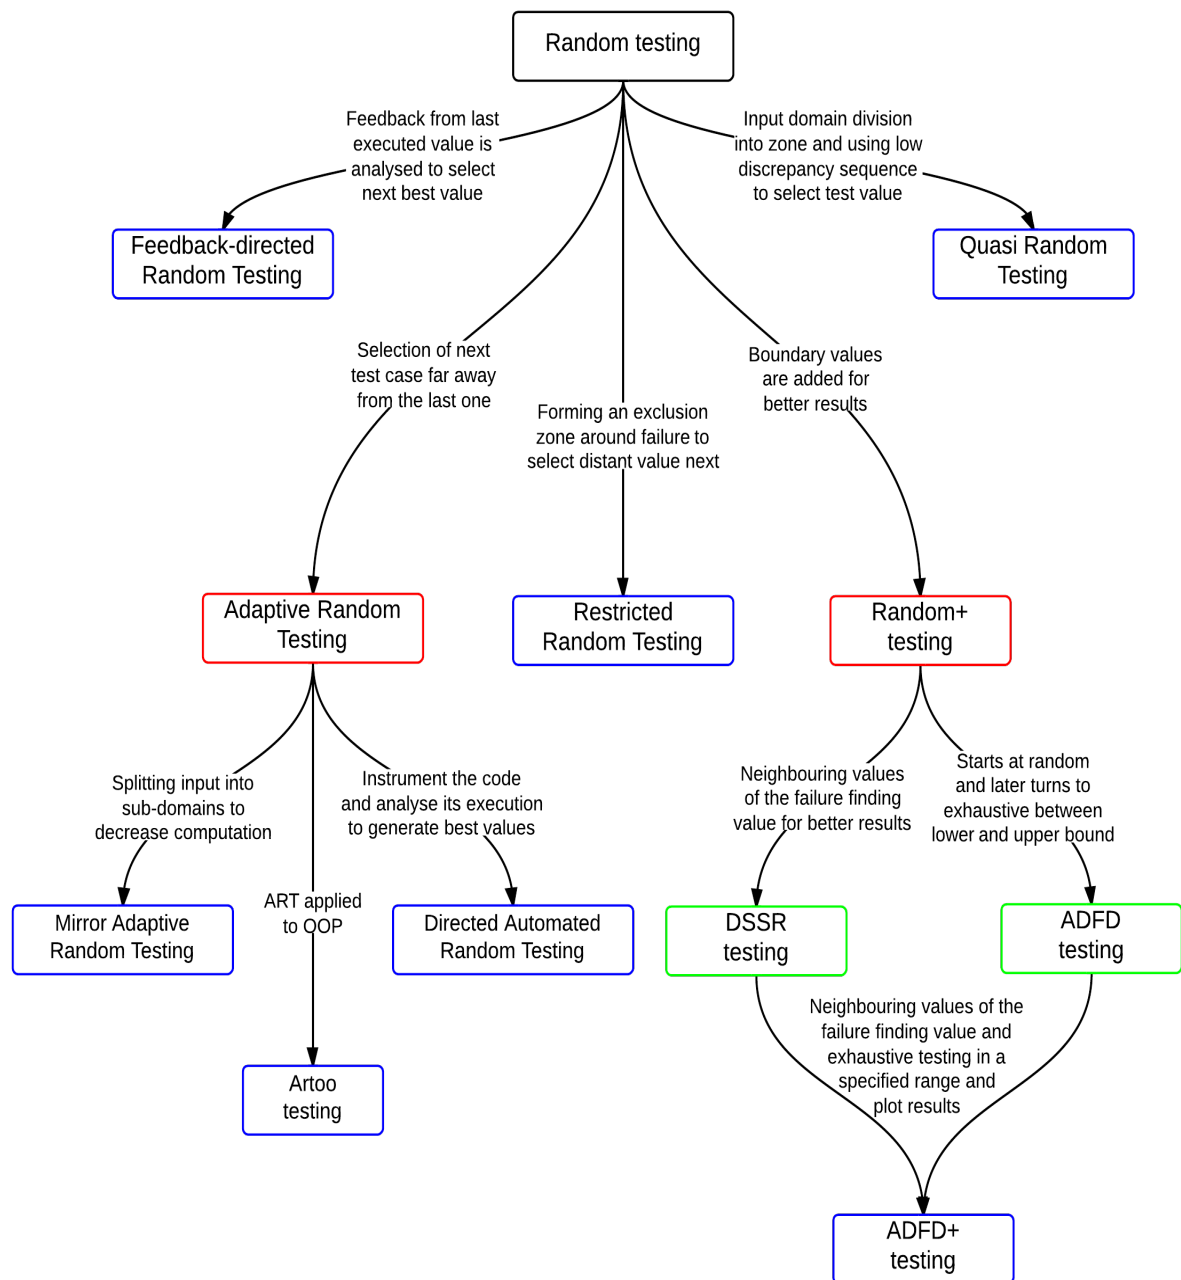 Random testing
Feedback from last
executed value is
analysed to select
next best value
Input domain division
into zone and using low
discrepancy sequence
to select test value
Feedback-directed
Random Testing
Quasi Random
Testing
Selection of next
test case far away
from the last one
Forming an exclusion
zone around failure to
select distant value next
Boundary values
are added for
better results
Adaptive Random
Testing
Restricted
Random Testing
Random+
testing
Splitting input into
sub-domains to
decrease computation
Instrument the code
and analyse its execution
to generate best values
Neighbouring values
of the failure finding
value for better results
Starts at random
and later turns to
exhaustive between
lower and upper bound
ART applied
to OOP
Mirror Adaptive
Random Testing
Directed Automated
Random Testing
DSSR
testing
ADFD
testing
Neighbouring values of the
failure finding value and
exhaustive testing in a
specified range and
plot results
Artoo
testing
ADFD+
testing